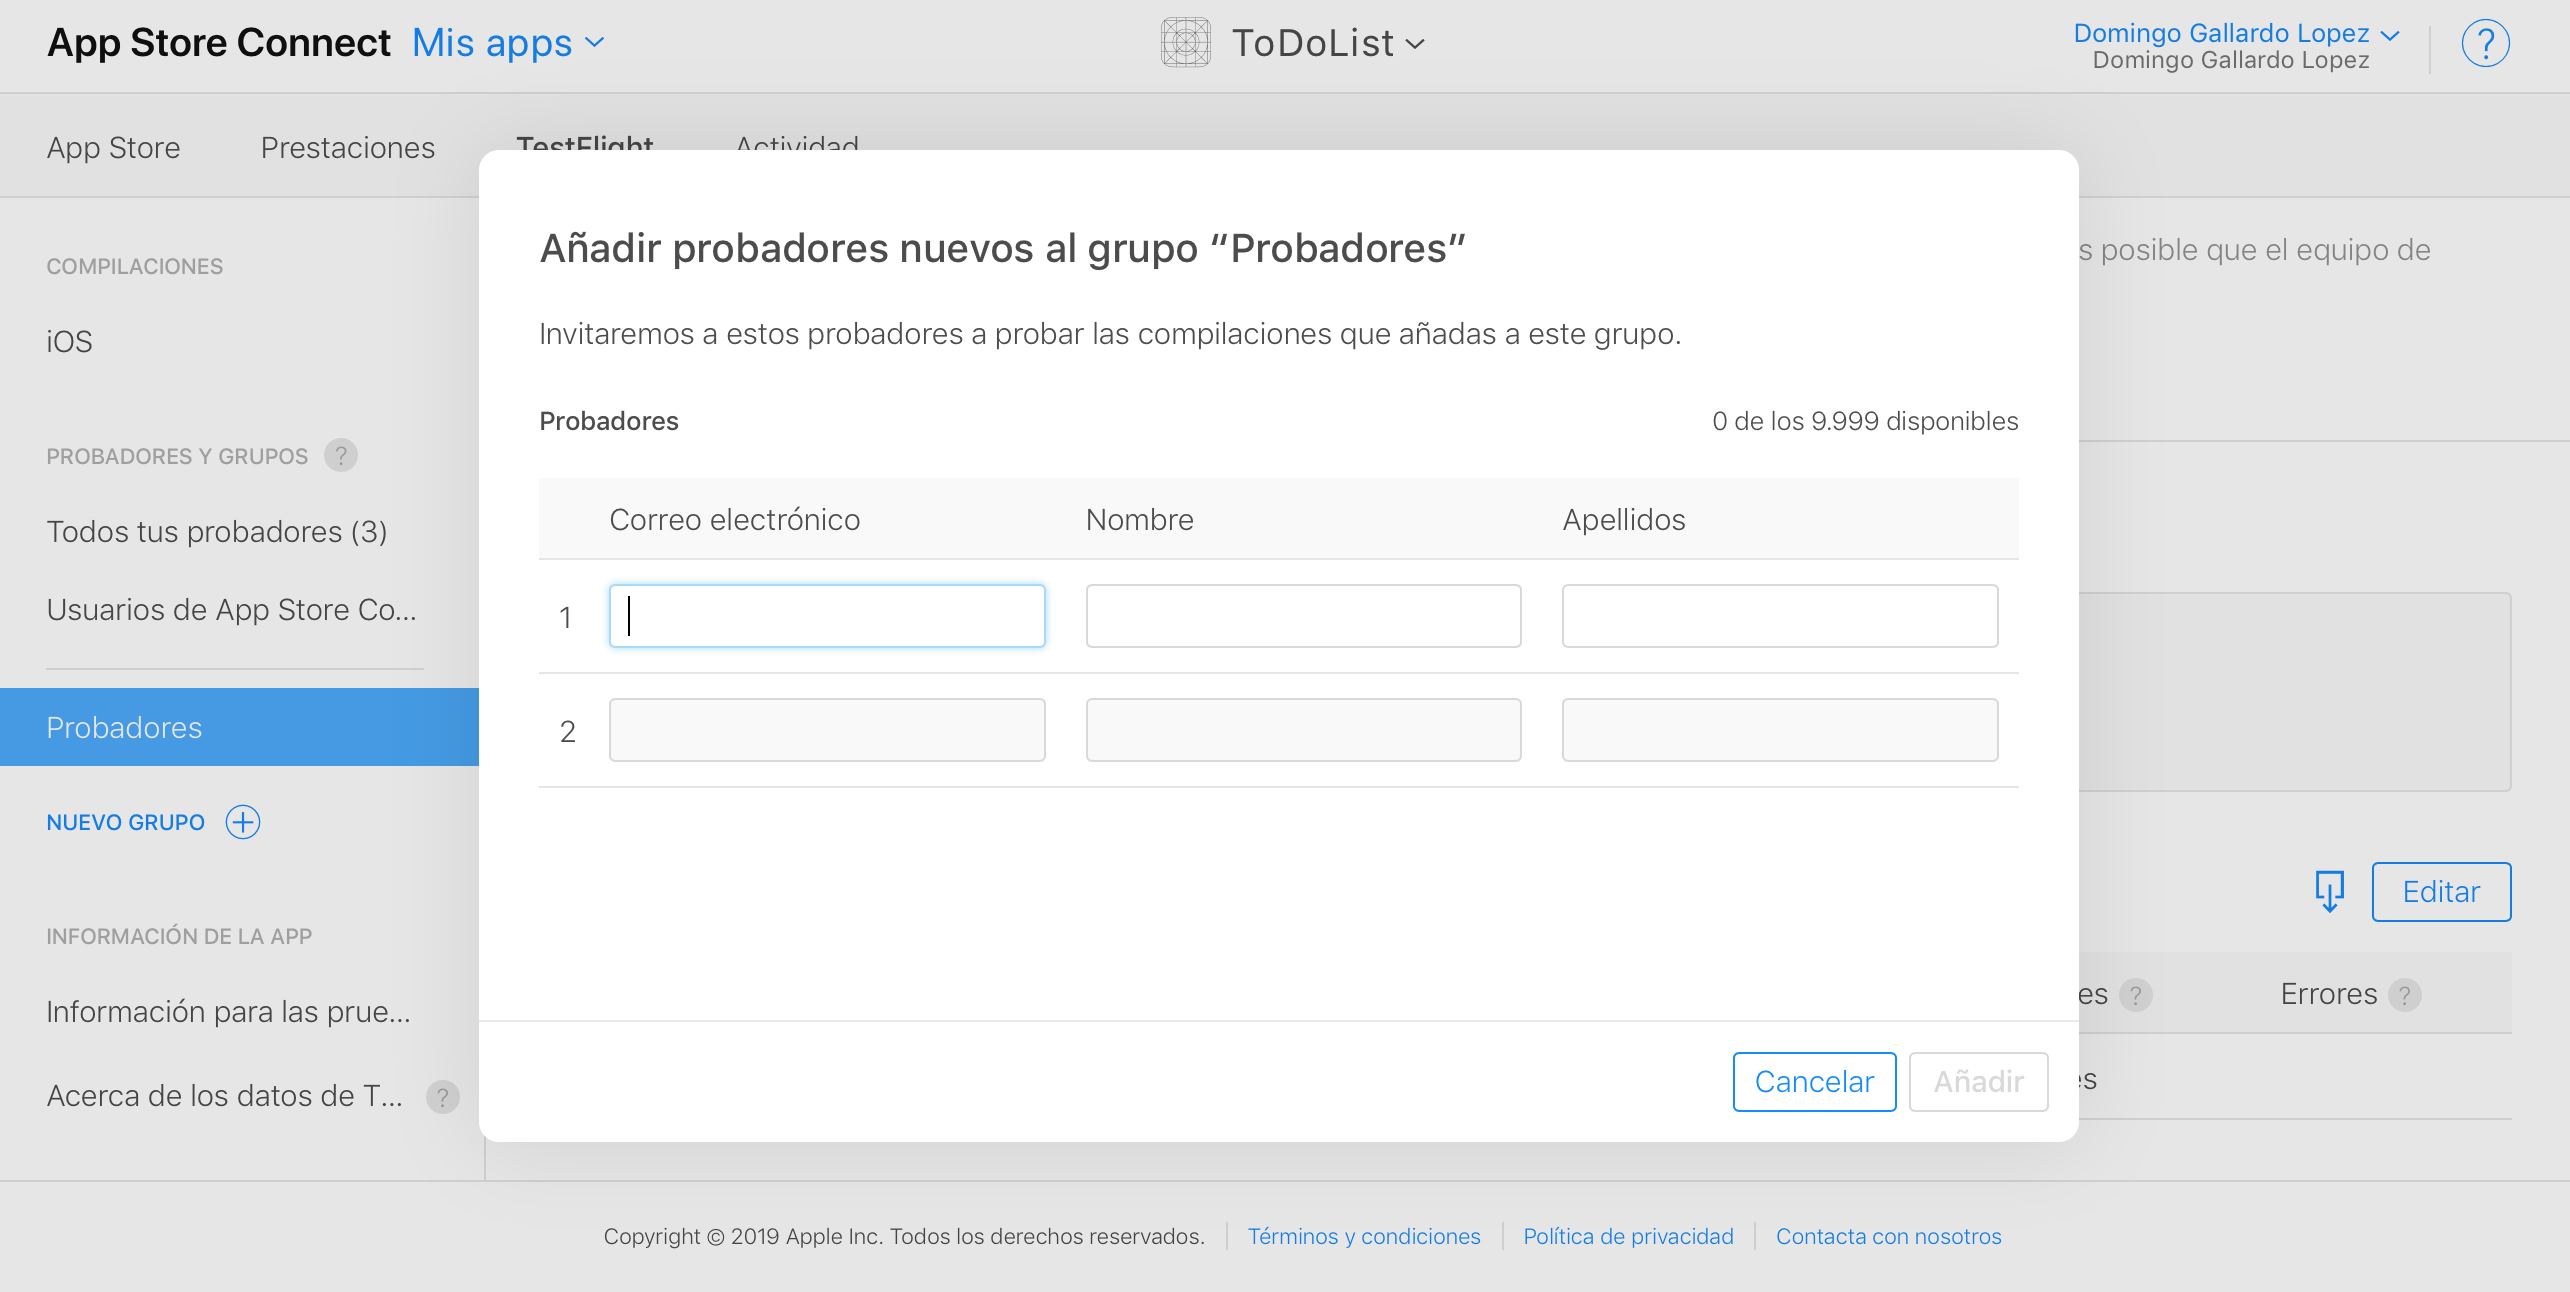 App Store Connect Mis apps
ToDoList
Domingo Gallardo Lopez
Domingo Gallardo Lopez
?
App Store Prestaciones TestFlight Actividad
s posible que el equipo de
COMPILACIONES
iOS
PROBADORES Y GRUPOS ?
Todos tus probadores (3)
Usuarios de App Store Co...
Probadores
NUEVO GRUPO
INFORMACIÓN DE LA APP
Información para las prue...
Acerca de los datos de T... ?
Añadir probadores nuevos al grupo “Probadores”
Invitaremos a estos probadores a probar las compilaciones que añadas a este grupo.
Probadores 0 de los 9.999 disponibles
Correo electrónico Nombre Apellidos
1
2
Cancelar Añadir
Editar
es ? Errores ?
es
Copyright © 2019 Apple Inc. Todos los derechos reservados. Términos y condiciones Política de privacidad Contacta con nosotros